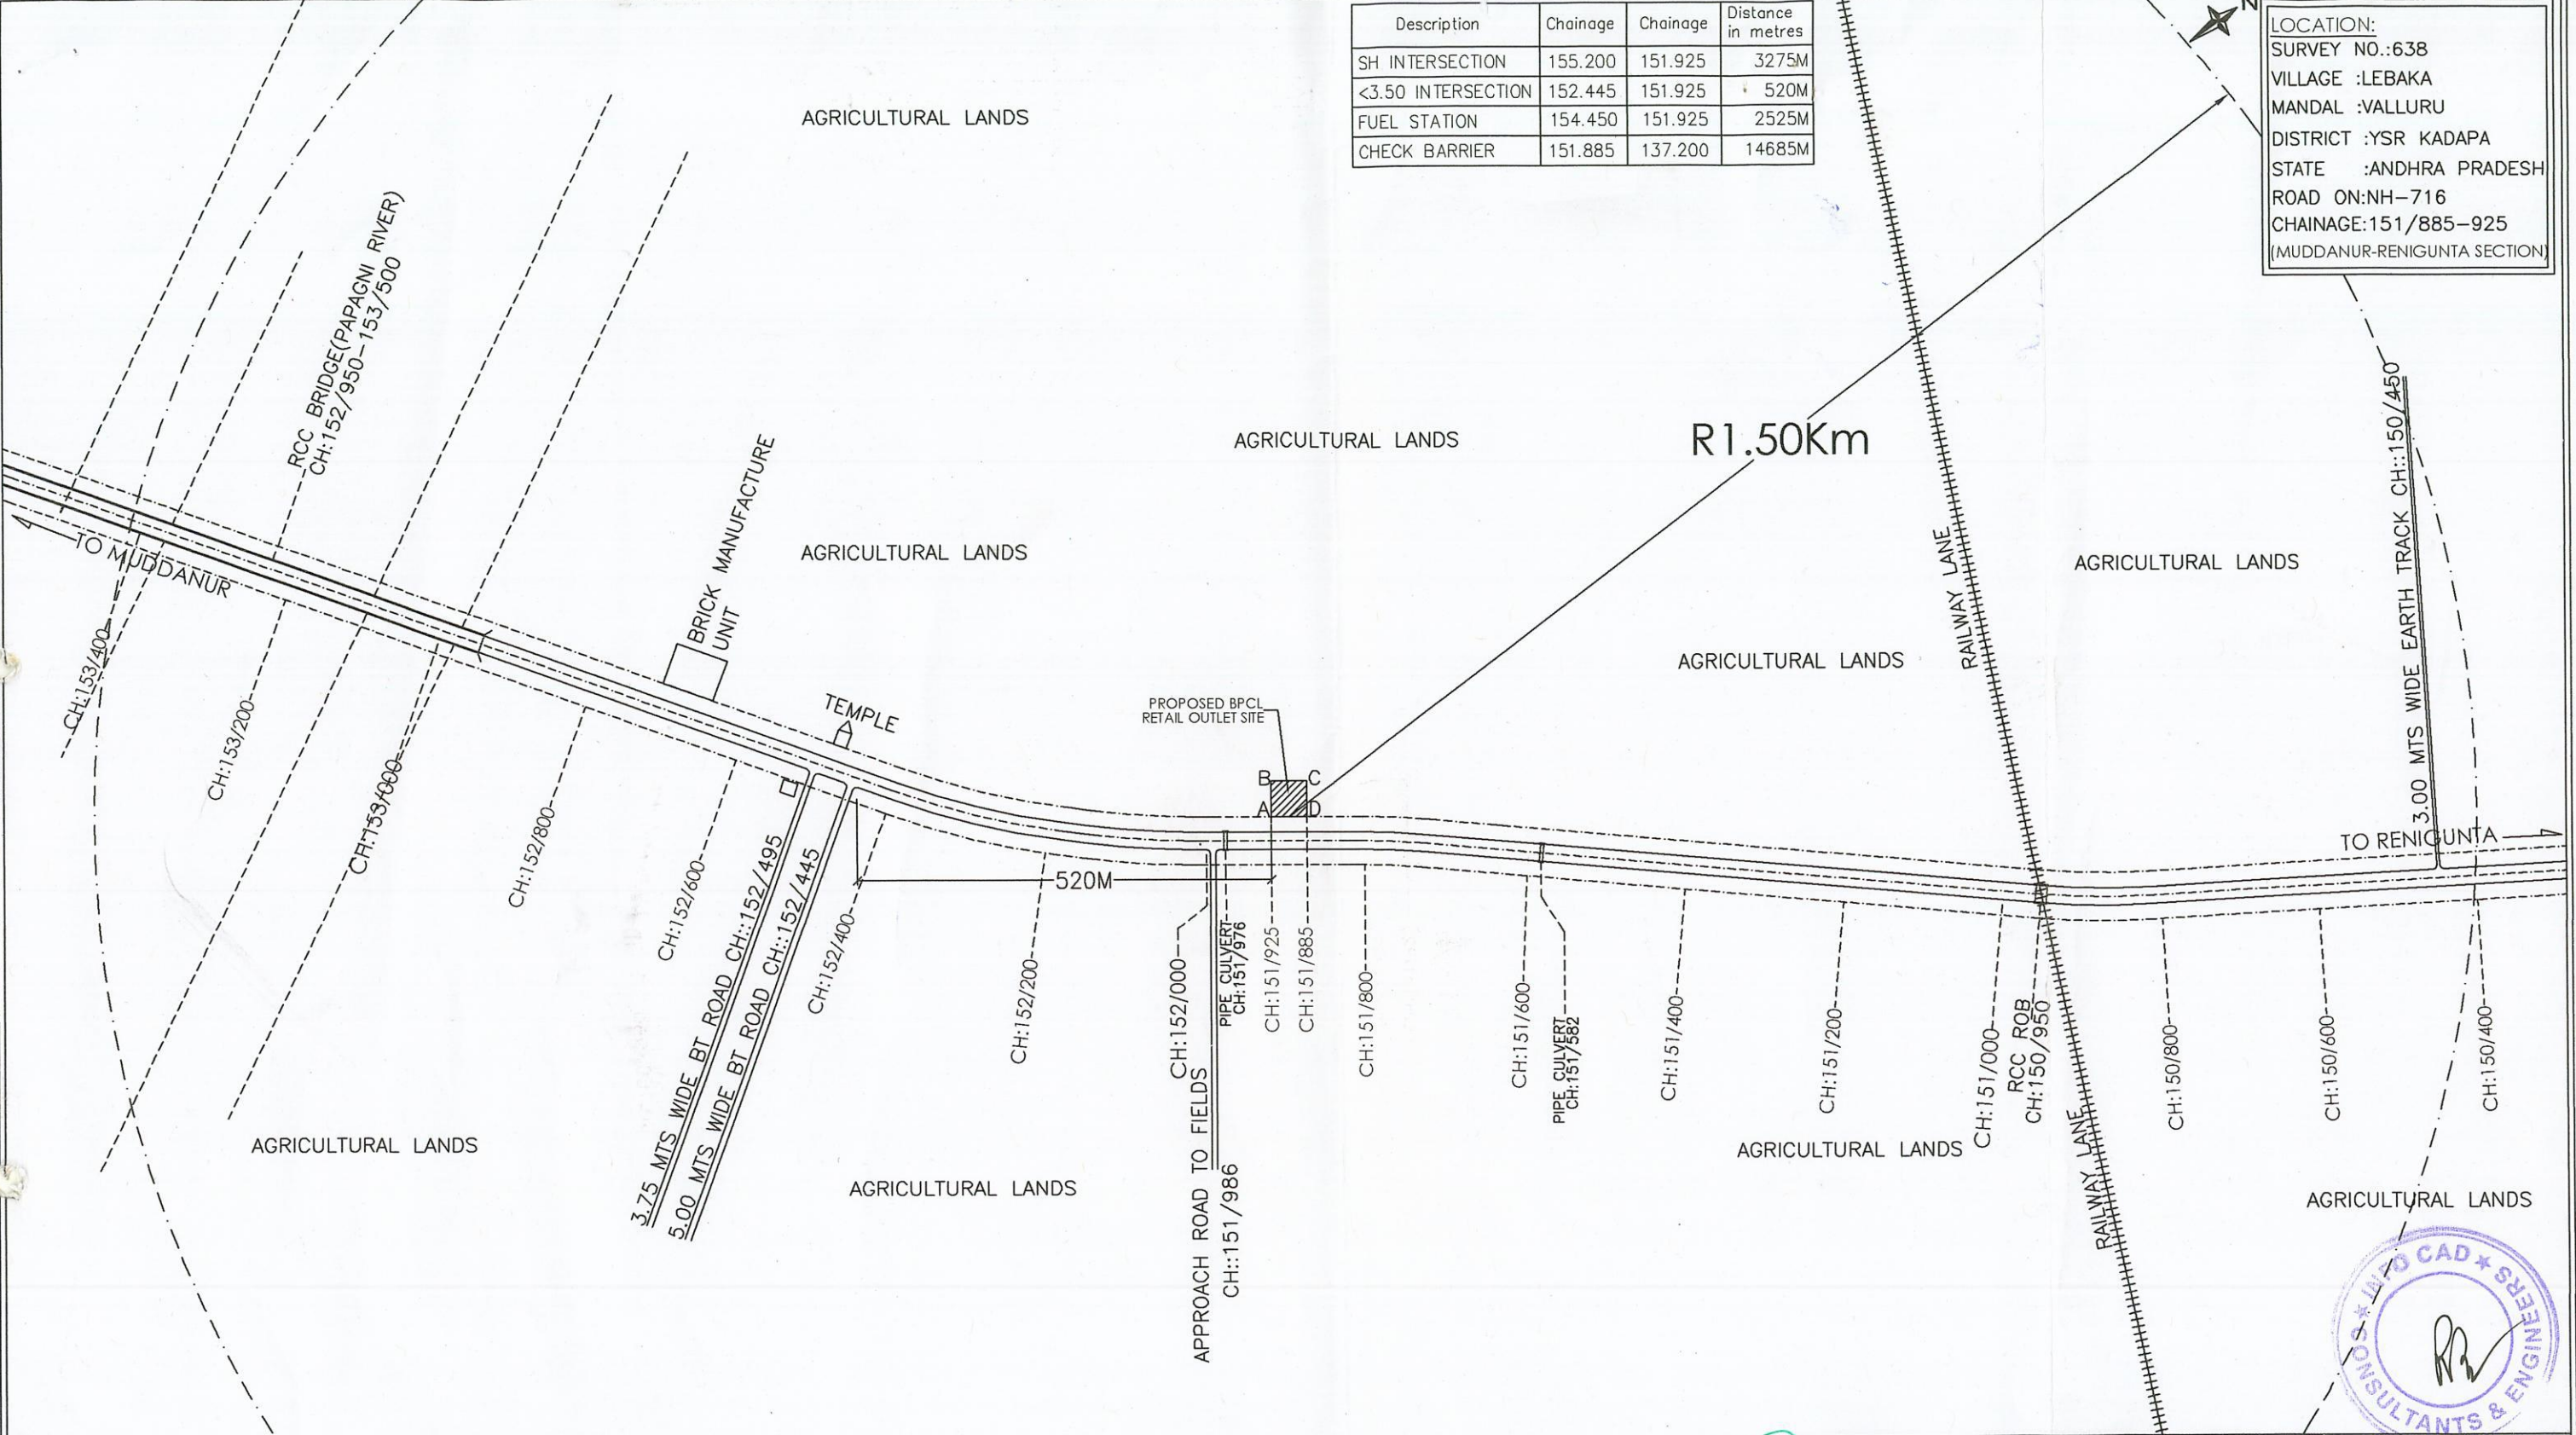 Description Chainage Chainage Distance in metres
SH INTERSECTION 155.200 151.925 3275M
<3.50 INTERSECTION 152.445 151.925 520M
FUEL STATION 154.450 151.925 2525M
CHECK BARRIER 151.885 137.200 14685M
N
LOCATION:
SURVEY NO.:638
VILLAGE :LEBAKA
MANDAL :VALLURU
DISTRICT :YSR KADAPA
STATE :ANDHRA PRADESH
ROAD ON:NH-716
CHAINAGE:151/885-925
(MUDDANUR-RENIGUNTA SECTION)
AGRICULTURAL LANDS
RCC BRIDGE(PAPAGNI RIVER)
CH:152/950-153/500
AGRICULTURAL LANDS
R1.50Km
AGRICULTURAL LANDS
BRICK MANUFACTURE
UNIT
RAILWAY LANE
AGRICULTURAL LANDS
3.00 MTS WIDE EARTH TRACK CH::150/450
AGRICULTURAL LANDS
TO MUDDANUR
TEMPLE
PROPOSED BPCL
RETAIL OUTLET SITE
B C
A D
TO RENIGUNTA
520M
CH:153/400
CH:153/200
CH:153/000
CH:152/800
CH:152/600
3.75 MTS WIDE BT ROAD CH::152/495
5.00 MTS WIDE BT ROAD CH::152/445
CH:152/400
CH:152/200
CH:152/000
APPROACH ROAD TO FIELDS
CH::151/986
PIPE CULVERT
CH:151/976
CH:151/925
CH:151/885
CH:151/800
CH:151/600
PIPE CULVERT
CH:151/582
CH:151/400
CH:151/200
CH:151/000
RCC ROB
CH:150/950
RAILWAY LANE
CH:150/800
CH:150/600
CH:150/400
AGRICULTURAL LANDS
AGRICULTURAL LANDS
AGRICULTURAL LANDS
AGRICULTURAL LANDS
INFO CAD
CONSULTANTS & ENGINEERS